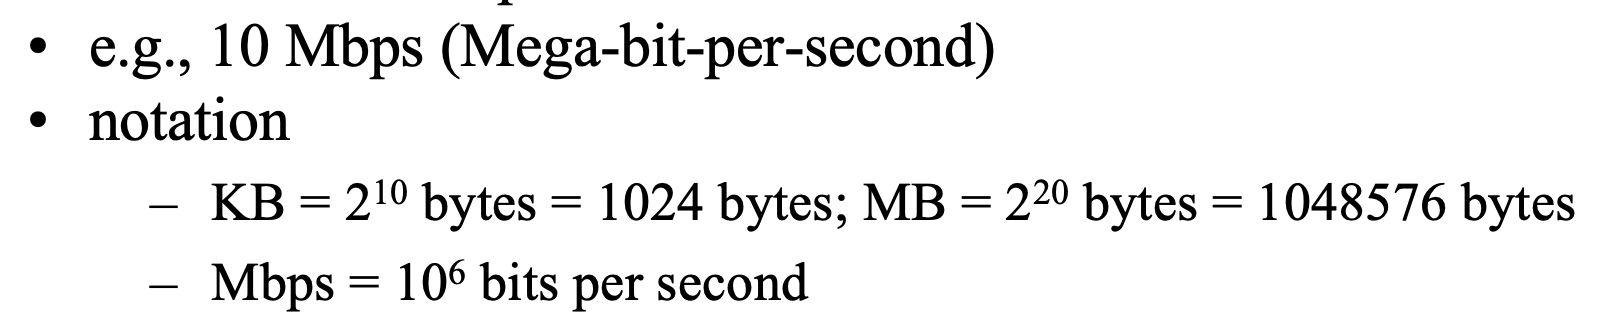 • e.g., 10 Mbps (Mega-bit-per-second)
• notation
– KB = 2¹⁰ bytes = 1024 bytes; MB = 2²⁰ bytes = 1048576 bytes
– Mbps = 10⁶ bits per second